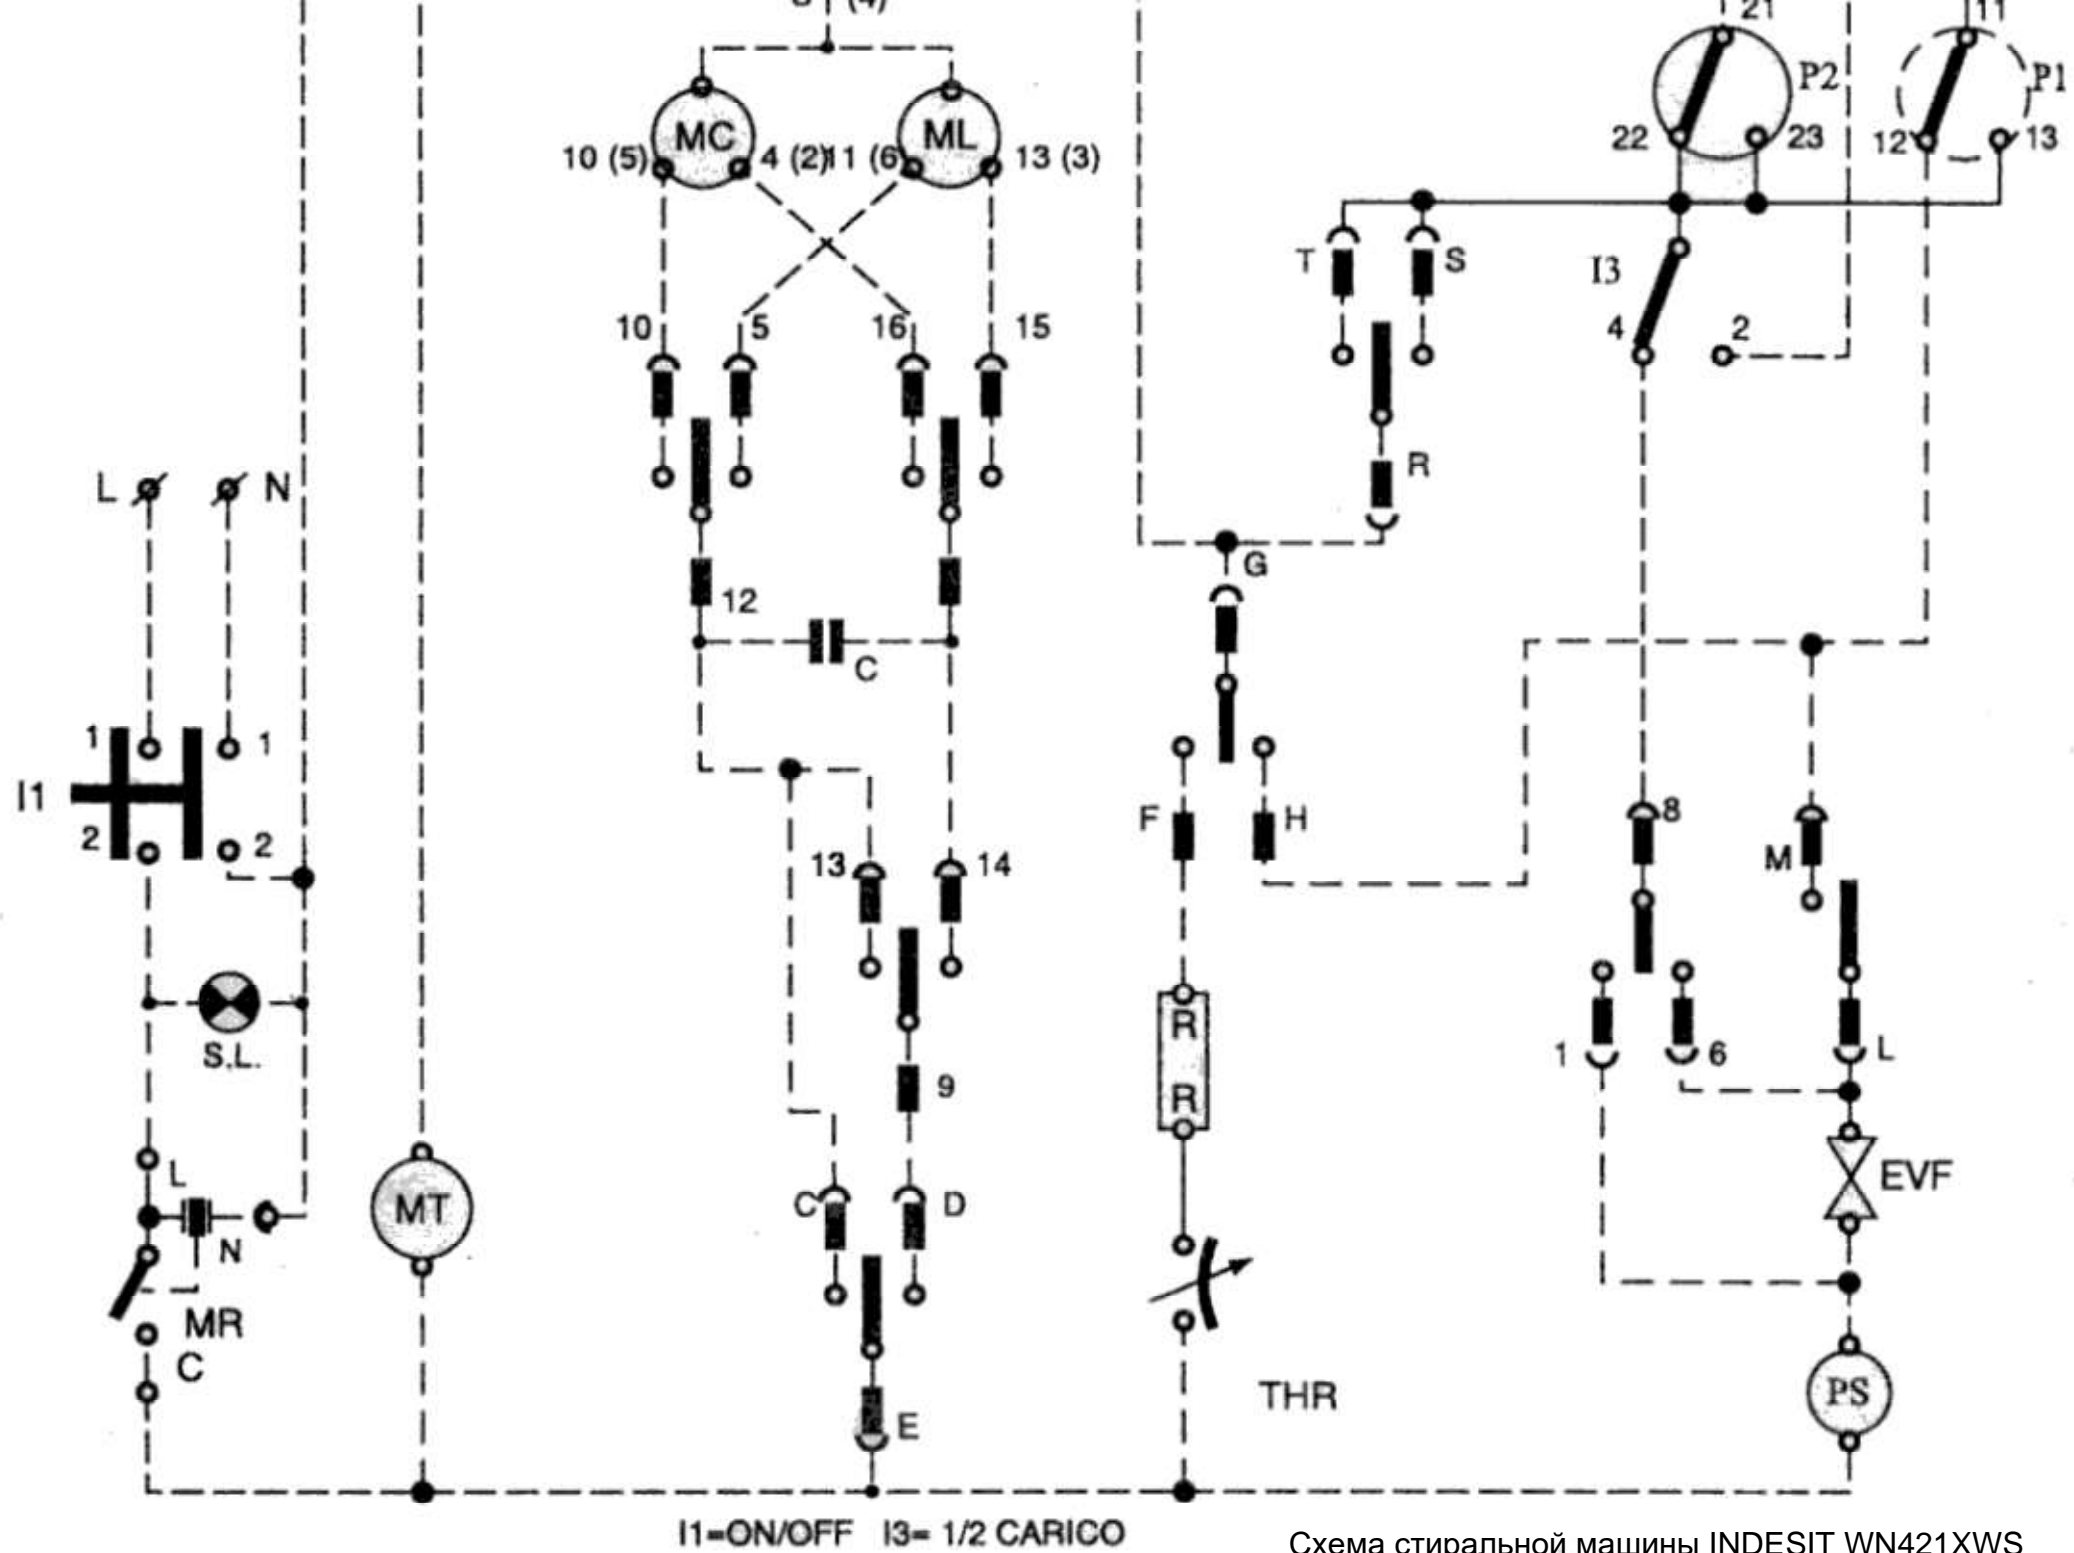 (4)
21
11
P2
P1
MC
ML
10 (5)
4 (2)
11 (6)
13 (3)
22
23
12
13
T
S
I3
10
5
16
15
4
2
R
L
N
G
12
C
1
1
I1
2
2
F
H
8
M
13
14
S.L.
9
R
R
1
6
L
L
N
MT
C
D
EVF
MR
C
E
THR
PS
I1=ON/OFF I3= 1/2 CARICO
Схема стиральной машины INDESIT WN421XWS